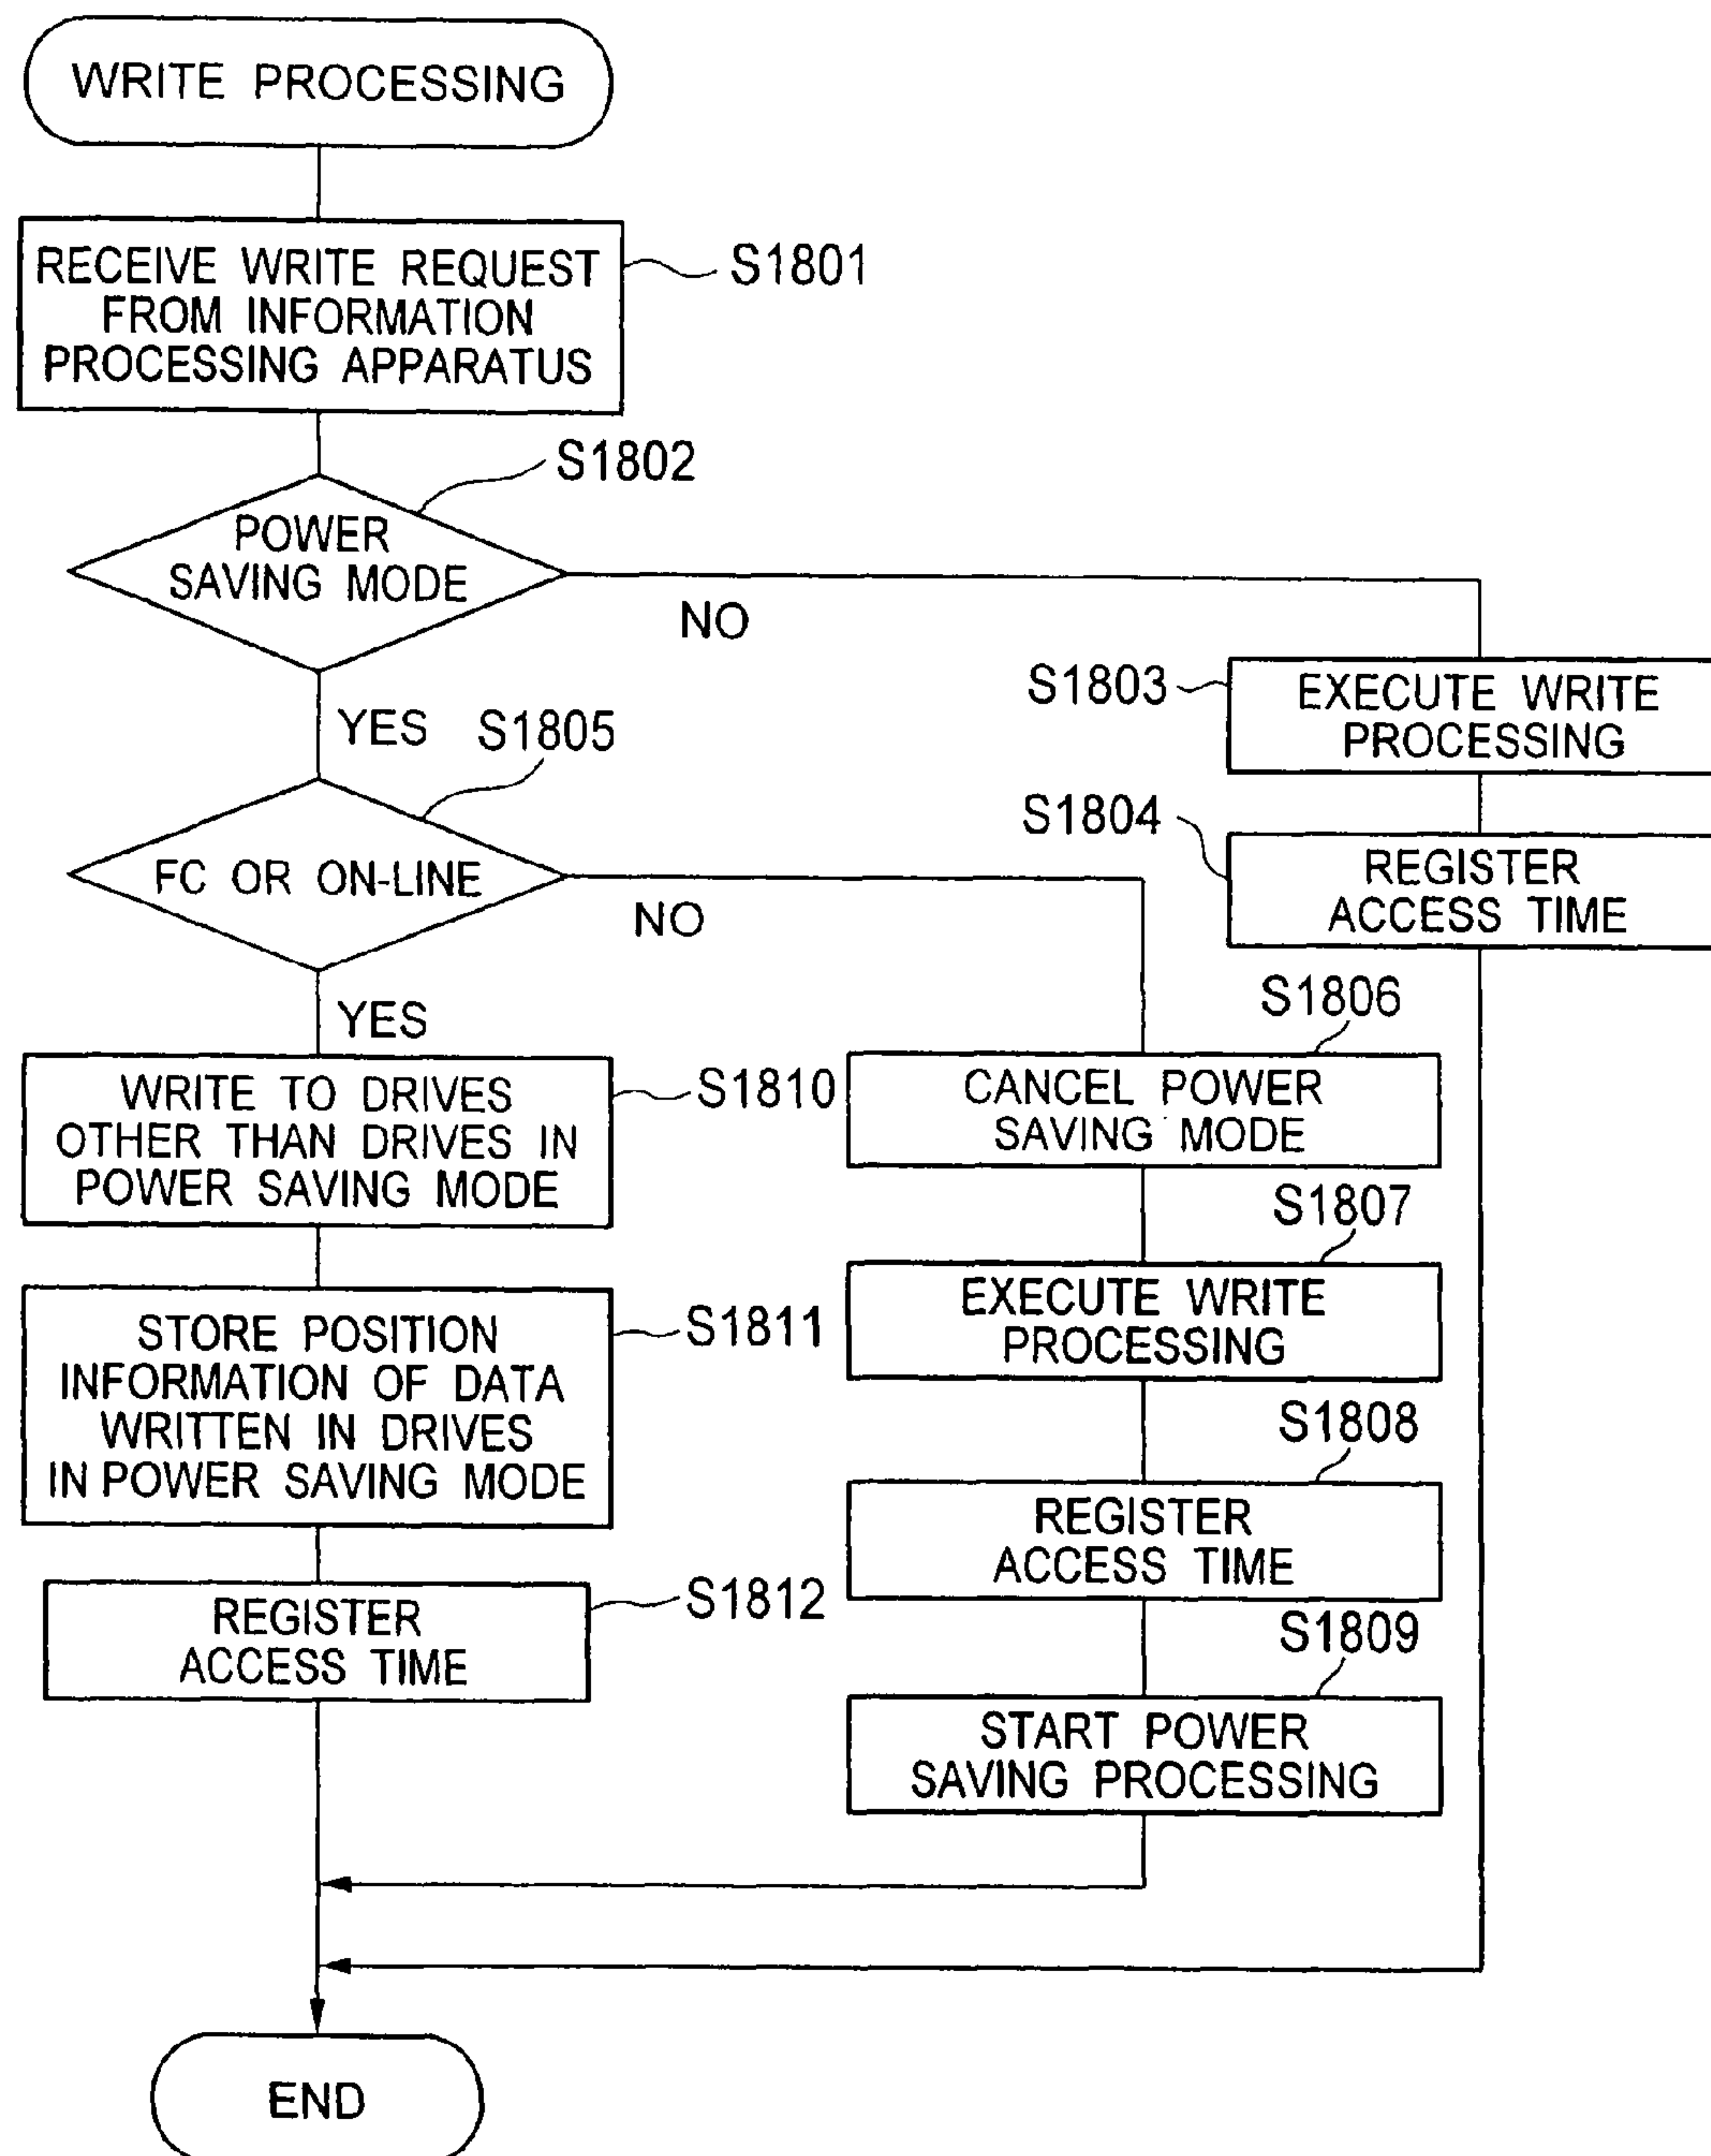 WRITE PROCESSING
RECEIVE WRITE REQUEST
FROM INFORMATION
PROCESSING APPARATUS
S1801
S1802
POWER
SAVING MODE
NO
YES
S1803
EXECUTE WRITE
PROCESSING
S1804
REGISTER
ACCESS TIME
S1805
FC OR ON-LINE
NO
YES
S1806
CANCEL POWER
SAVING MODE
S1807
EXECUTE WRITE
PROCESSING
S1808
REGISTER
ACCESS TIME
S1809
START POWER
SAVING PROCESSING
WRITE TO DRIVES
OTHER THAN DRIVES IN
POWER SAVING MODE
S1810
STORE POSITION
INFORMATION OF DATA
WRITTEN IN DRIVES
IN POWER SAVING MODE
S1811
REGISTER
ACCESS TIME
S1812
END